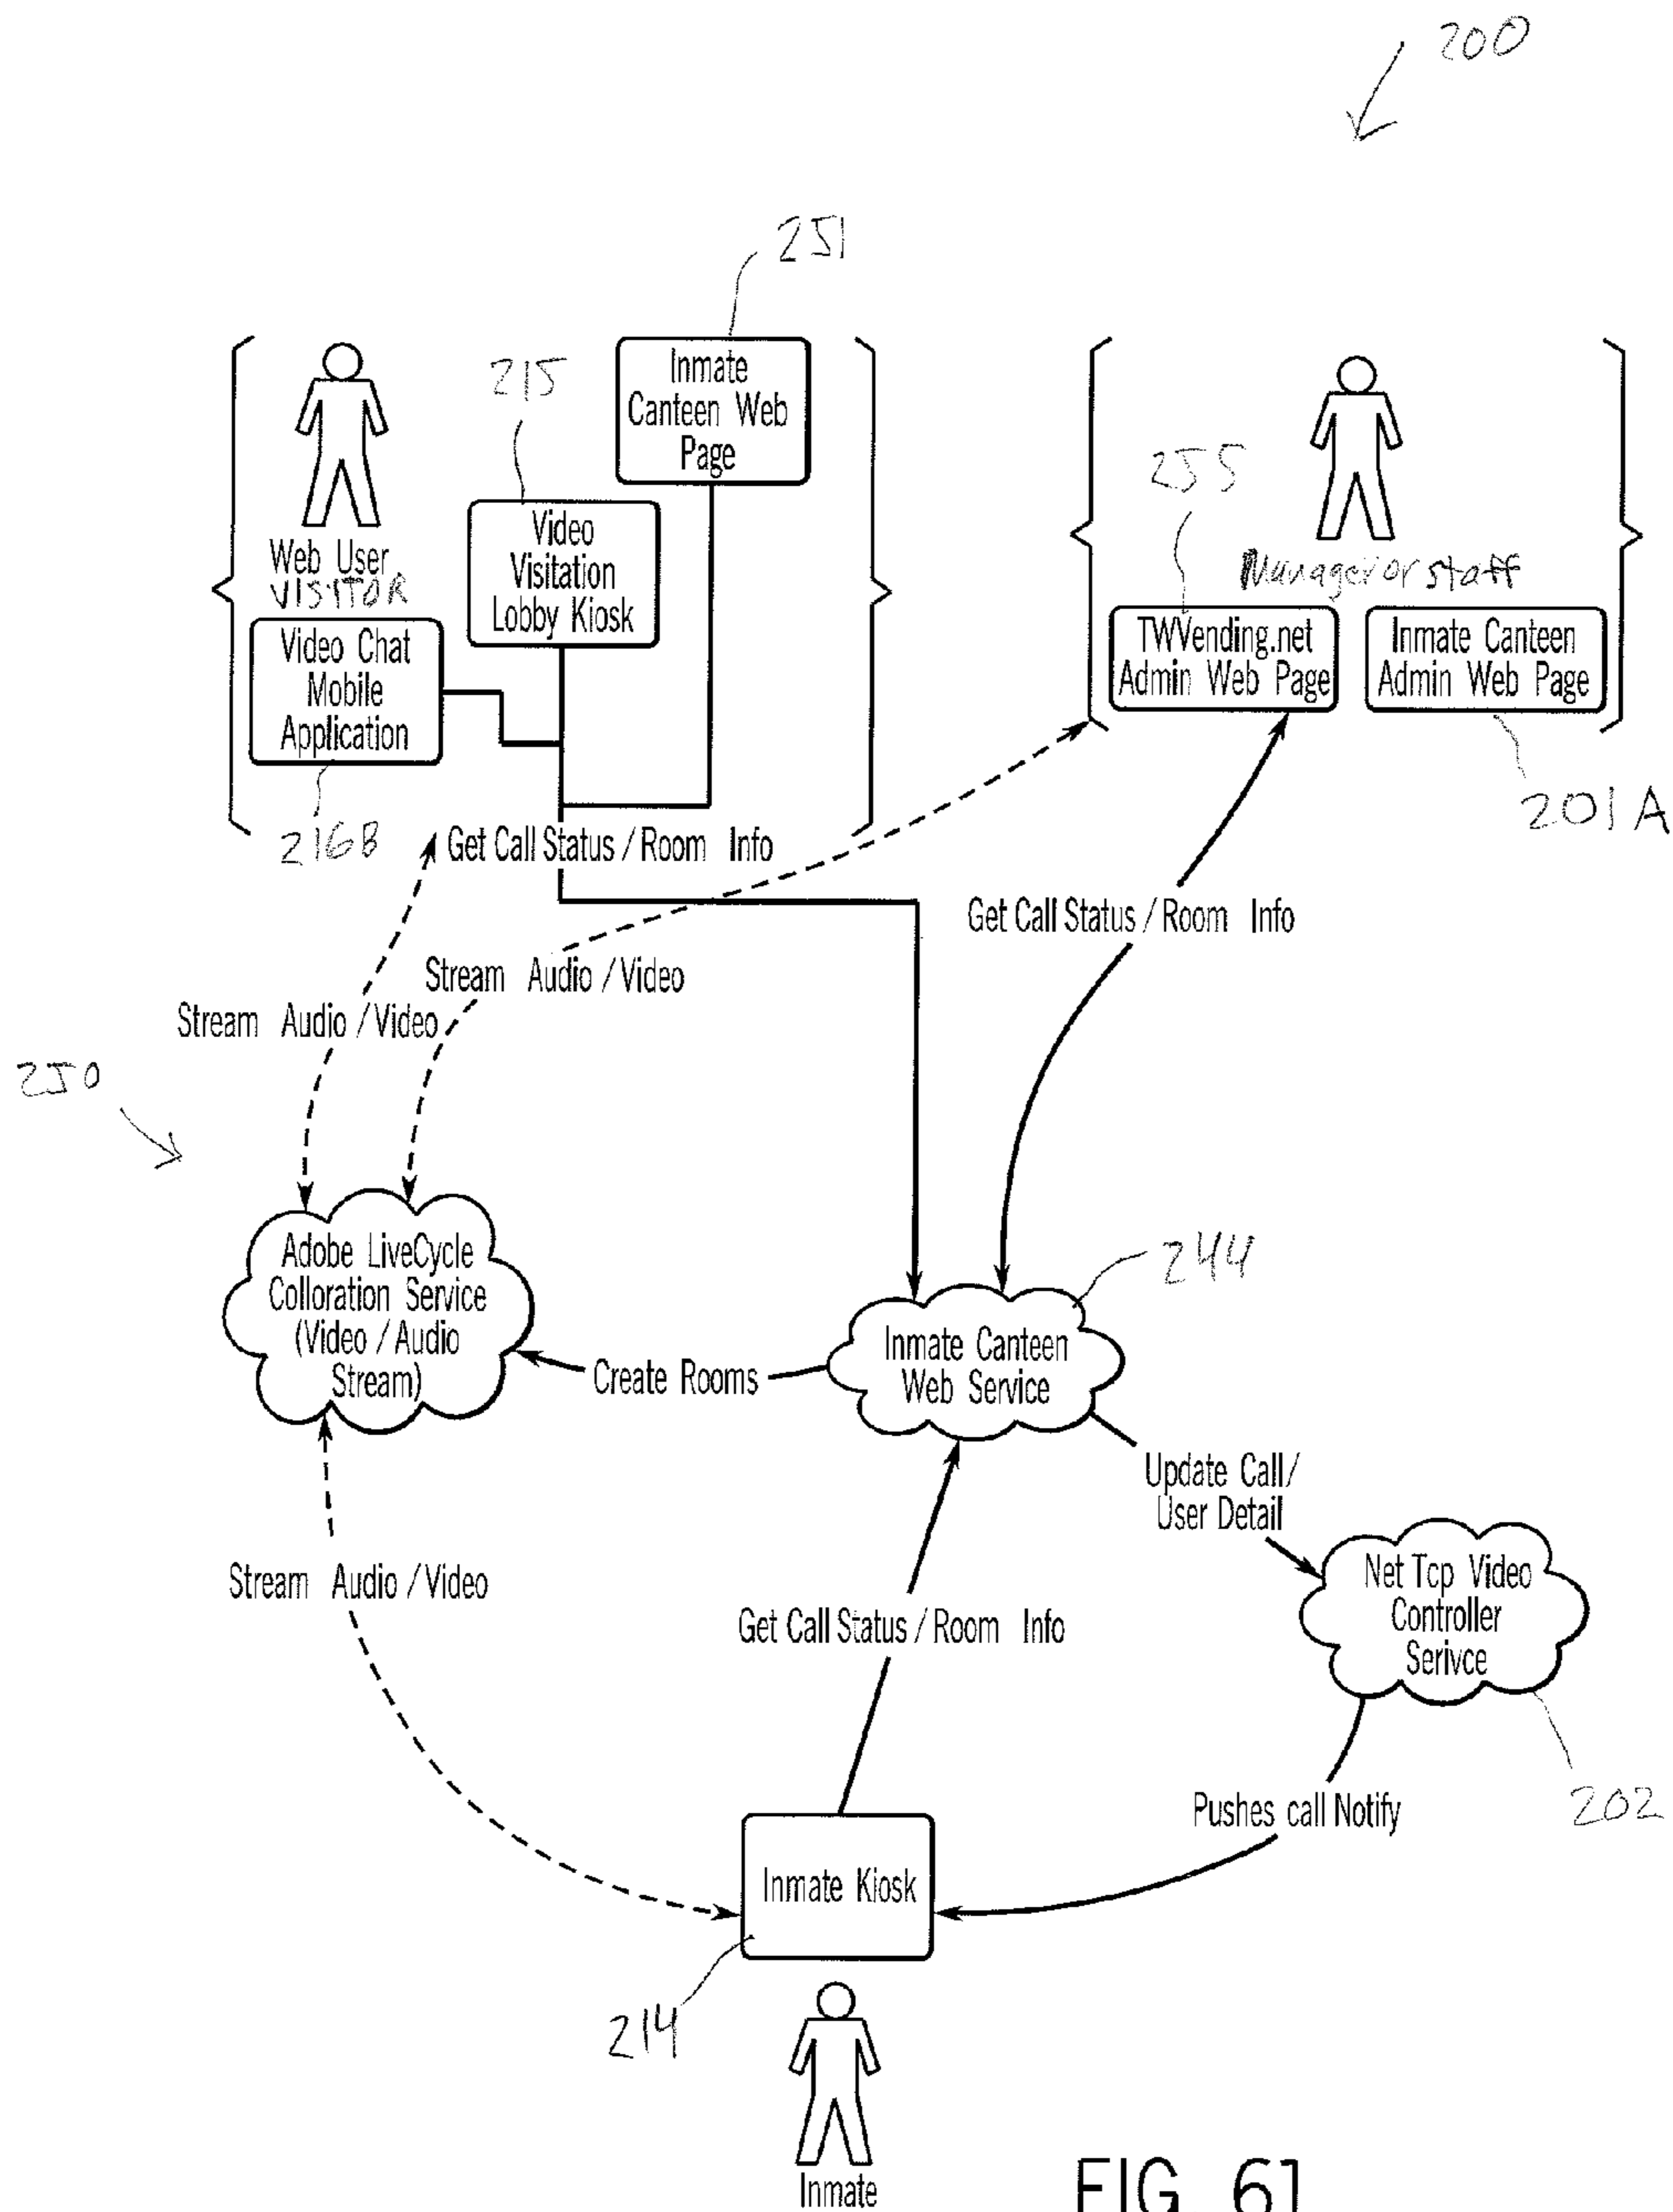 200
251
215
Inmate
Canteen Web
Page
255
Video
Visitation
Lobby Kiosk
Web User
VISITOR
Manager or staff
Video Chat
Mobile
Application
TWVending.net
Admin Web Page
Inmate Canteen
Admin Web Page
216B
201A
Get Call Status / Room Info
Get Call Status / Room Info
Stream Audio / Video
Stream Audio / Video
250
Adobe LiveCycle
Colloration Service
(Video / Audio
Stream)
244
Inmate Canteen
Web Service
Create Rooms
Update Call/
User Detail
Stream Audio / Video
Get Call Status / Room Info
Net Tcp Video
Controller
Serivce
202
Pushes call Notify
Inmate Kiosk
214
Inmate
FIG. 61